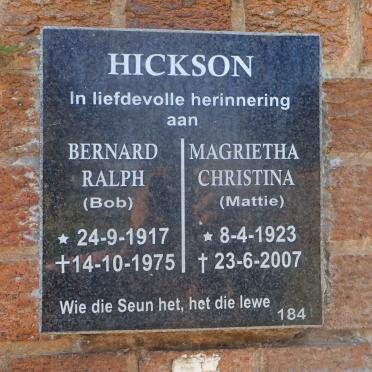 HICKSON
In liefdevolle herinnering
aan
BERNARD
RALPH
(Bob)
★ 24-9-1917
✝14-10-1975
MAGRIETHA
CHRISTINA
(Mattie)
★ 8-4-1923
† 23-6-2007
Wie die Seun het, het die lewe
184